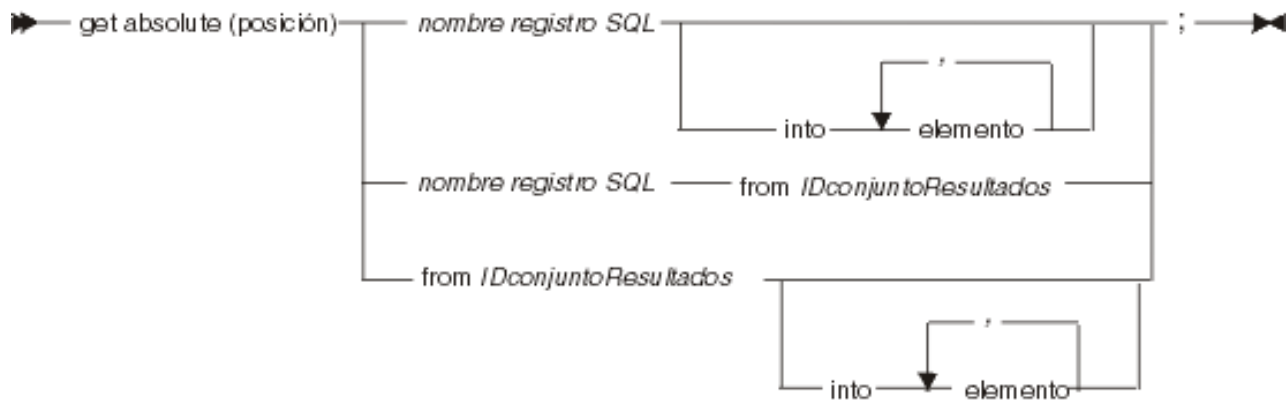 get absolute (posición) nombre registro SQL ;
,
into elemento
nombre registro SQL from IDconjuntoResultados
from IDconjuntoResultados
,
into elemento